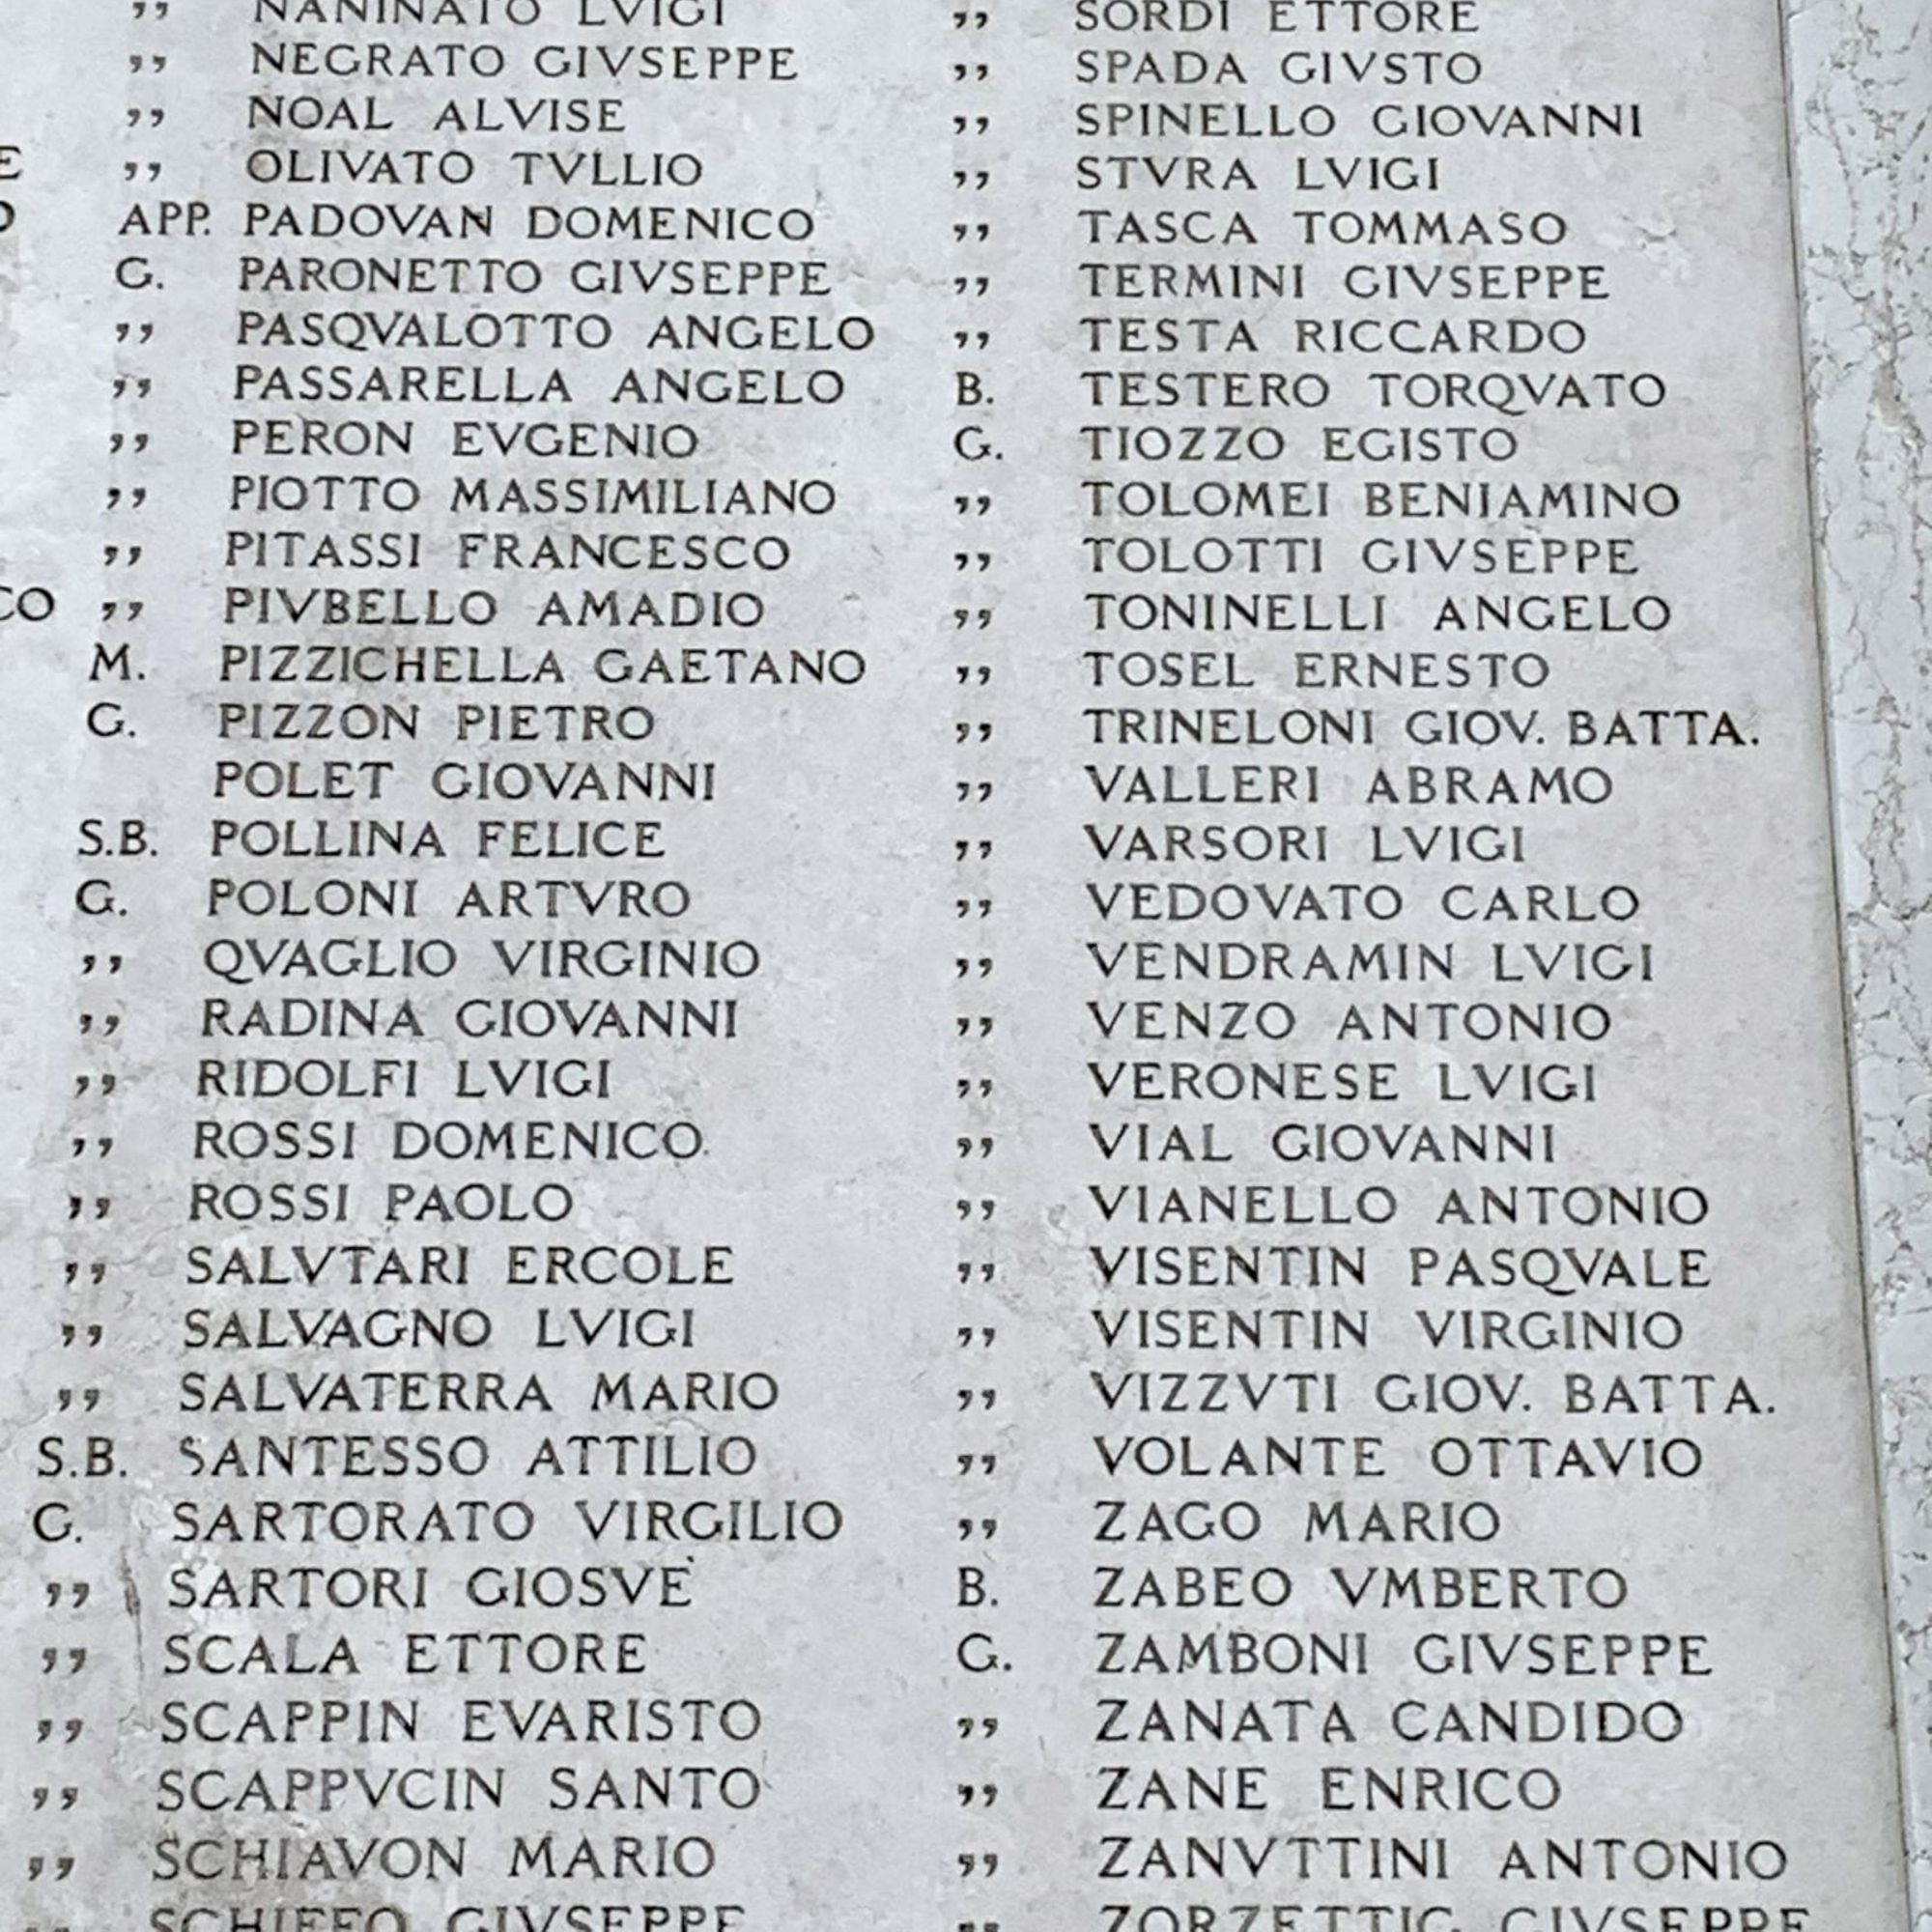 ,, NANINATO LVIGI
,, NEGRATO GIVSEPPE
,, NOAL ALVISE
E ,, OLIVATO TVLLIO
O APP. PADOVAN DOMENICO
G. PARONETTO GIVSEPPE
,, PASQVALOTTO ANGELO
,, PASSARELLA ANGELO
,, PERON EVGENIO
,, PIOTTO MASSIMILIANO
,, PITASSI FRANCESCO
CO ,, PIVBELLO AMADIO
M. PIZZICHELLA GAETANO
G. PIZZON PIETRO
POLET GIOVANNI
S.B. POLLINA FELICE
G. POLONI ARTVRO
,, QVAGLIO VIRGINIO
,, RADINA GIOVANNI
,, RIDOLFI LVIGI
,, ROSSI DOMENICO
,, ROSSI PAOLO
,, SALVTARI ERCOLE
,, SALVAGNO LVIGI
,, SALVATERRA MARIO
S.B. SANTESSO ATTILIO
G. SARTORATO VIRGILIO
,, SARTORI GIOSVÈ
,, SCALA ETTORE
,, SCAPPIN EVARISTO
,, SCAPPVCIN SANTO
,, SCHIAVON MARIO
,, SCHIFFO GIVSEPPE
,, SORDI ETTORE
,, SPADA GIVSTO
,, SPINELLO GIOVANNI
,, STVRA LVIGI
,, TASCA TOMMASO
,, TERMINI GIVSEPPE
,, TESTA RICCARDO
B. TESTERO TORQVATO
G. TIOZZO EGISTO
,, TOLOMEI BENIAMINO
,, TOLOTTI GIVSEPPE
,, TONINELLI ANGELO
,, TOSEL ERNESTO
,, TRINELONI GIOV. BATTA.
,, VALLERI ABRAMO
,, VARSORI LVIGI
,, VEDOVATO CARLO
,, VENDRAMIN LVIGI
,, VENZO ANTONIO
,, VERONESE LVIGI
,, VIAL GIOVANNI
,, VIANELLO ANTONIO
,, VISENTIN PASQVALE
,, VISENTIN VIRGINIO
,, VIZZVTI GIOV. BATTA.
,, VOLANTE OTTAVIO
,, ZAGO MARIO
B. ZABEO VMBERTO
G. ZAMBONI GIVSEPPE
,, ZANATA CANDIDO
,, ZANE ENRICO
,, ZANVTTINI ANTONIO
,, ZORZETTIG GIVSEPPE